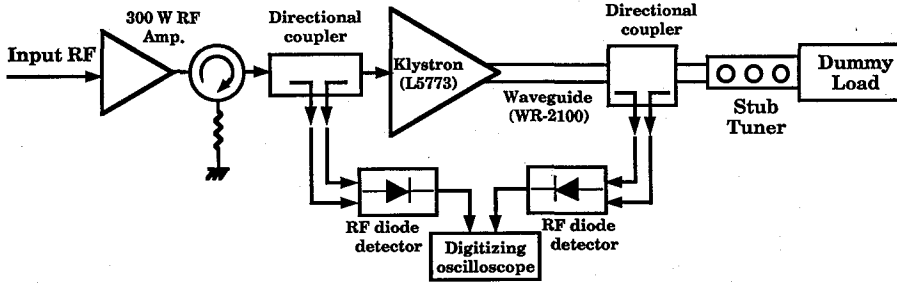 300 W RF
Amp.
Directional
coupler
Directional
coupler
Input RF
Klystron
(L5773)
Waveguide
(WR-2100)
Stub
Tuner
Dummy
Load
RF diode
detector
RF diode
detector
Digitizing
oscilloscope